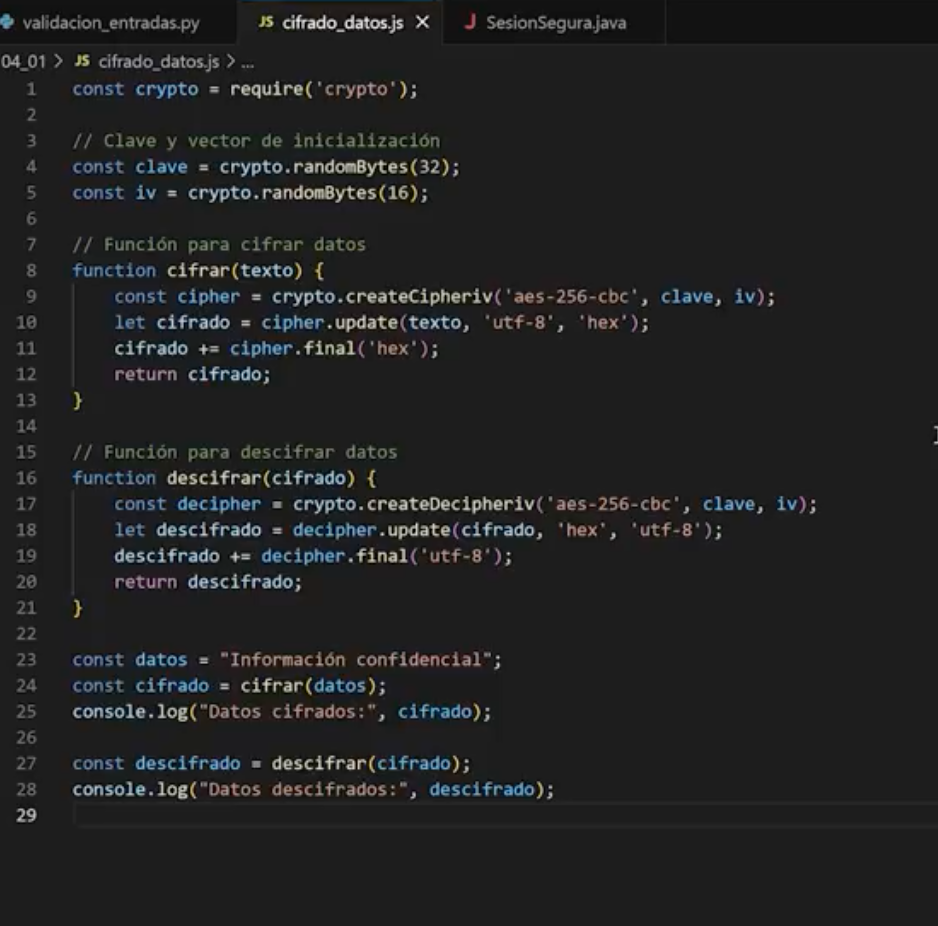 validacion_entradas.py JS cifrado_datos.js × J SesionSegura.java
04_01 > JS cifrado_datos.js > ...
1 const crypto = require('crypto');
2
3 // Clave y vector de inicialización
4 const clave = crypto.randomBytes(32);
5 const iv = crypto.randomBytes(16);
6
7 // Función para cifrar datos
8 function cifrar(texto) {
9 const cipher = crypto.createCipheriv('aes-256-cbc', clave, iv);
10 let cifrado = cipher.update(texto, 'utf-8', 'hex');
11 cifrado += cipher.final('hex');
12 return cifrado;
13 }
14
15 // Función para descifrar datos
16 function descifrar(cifrado) {
17 const decipher = crypto.createDecipheriv('aes-256-cbc', clave, iv);
18 let descifrado = decipher.update(cifrado, 'hex', 'utf-8');
19 descifrado += decipher.final('utf-8');
20 return descifrado;
21 }
22
23 const datos = "Información confidencial";
24 const cifrado = cifrar(datos);
25 console.log("Datos cifrados:", cifrado);
26
27 const descifrado = descifrar(cifrado);
28 console.log("Datos descifrados:", descifrado);
29